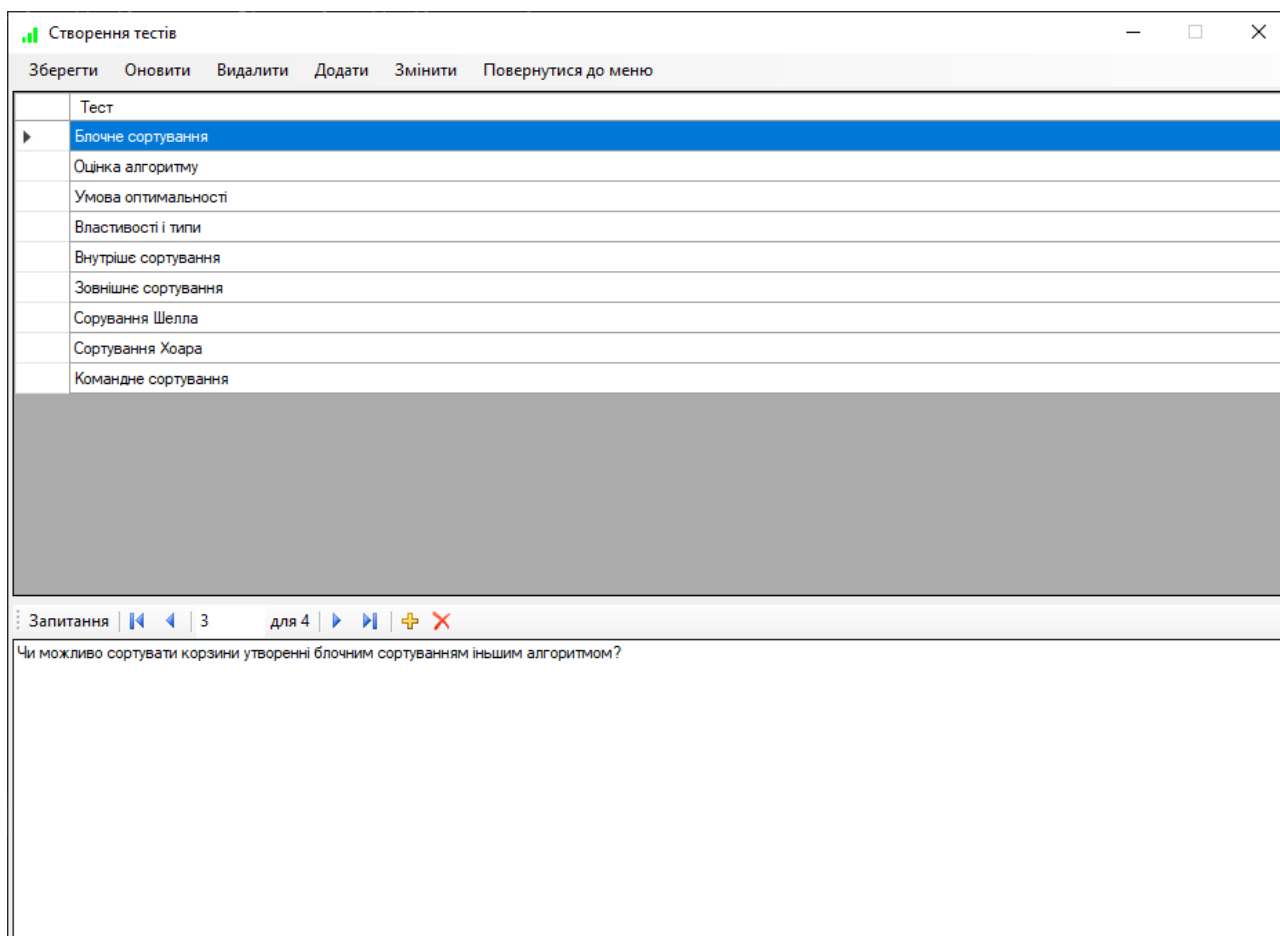 Створення тестів
Зберегти Оновити Видалити Додати Змінити Повернутися до меню
Тест
Блочне сортування
Оцінка алгоритму
Умова оптимальності
Властивості і типи
Внутріше сортування
Зовнішнє сортування
Сорування Шелла
Сортування Хоара
Командне сортування
Запитання 3 для 4
Чи можливо сортувати корзини утворенні блочним сортуванням іньшим алгоритмом?